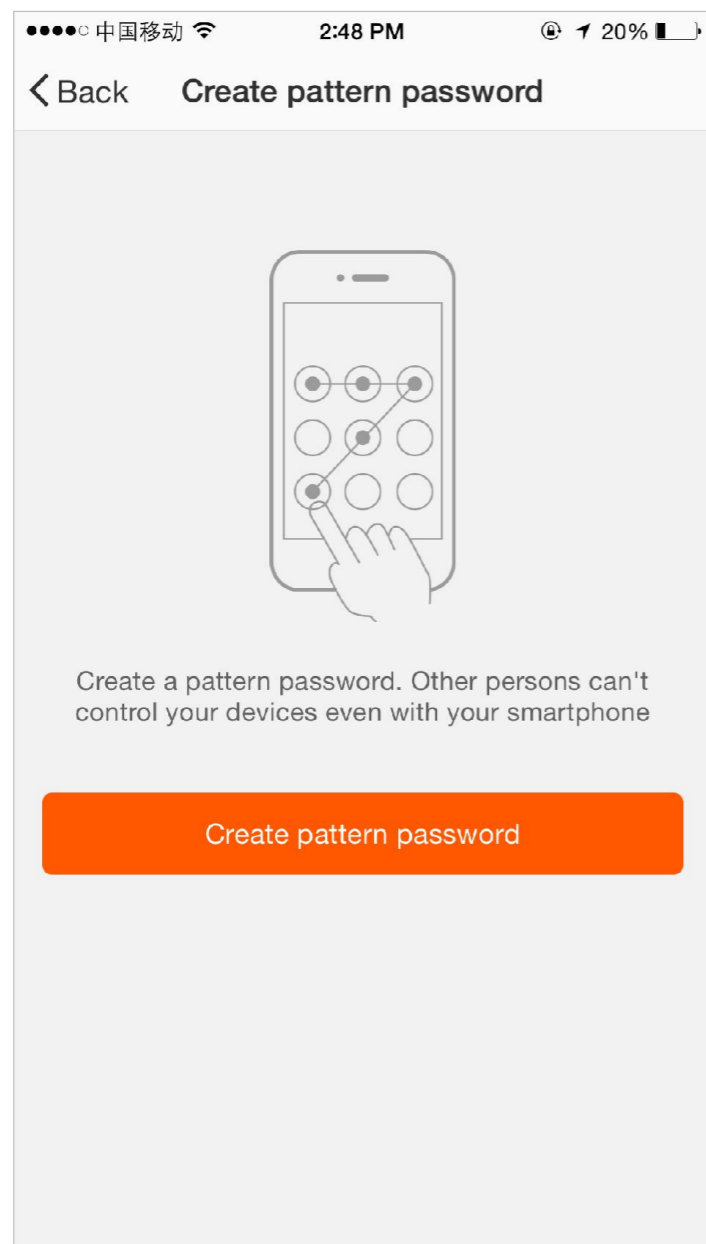 中国移动 2:48 PM 20%
Back Create pattern password
Create a pattern password. Other persons can't
control your devices even with your smartphone
Create pattern password